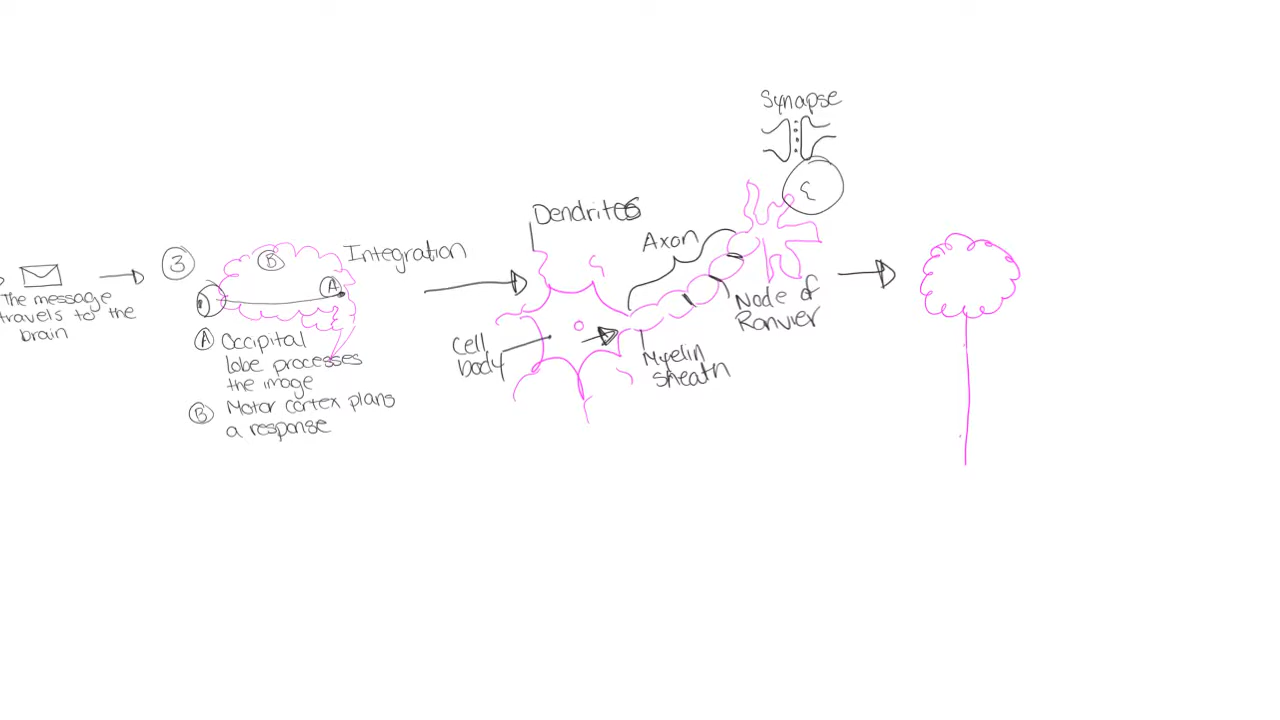 The message
travels to the
brain
3
B
Integration
A
A Occipital
lobe processes
the image
B Motor cortex plans
a response
Dendrites
Cell
body
Axon
Myelin
sheath
Node of
Ranvier
Synapse